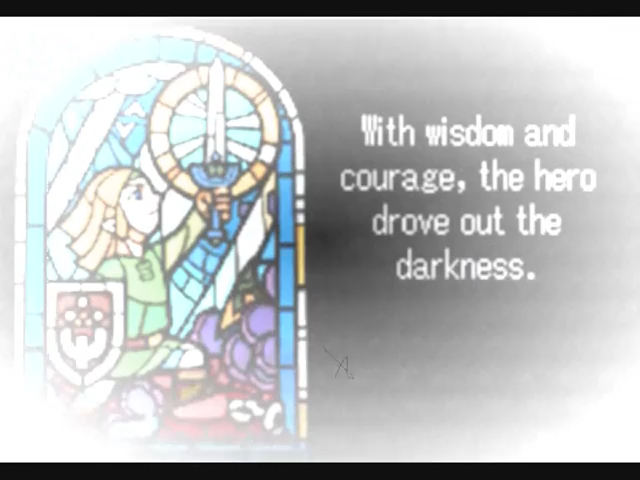 With wisdom and
courage, the hero
drove out the
darkness.